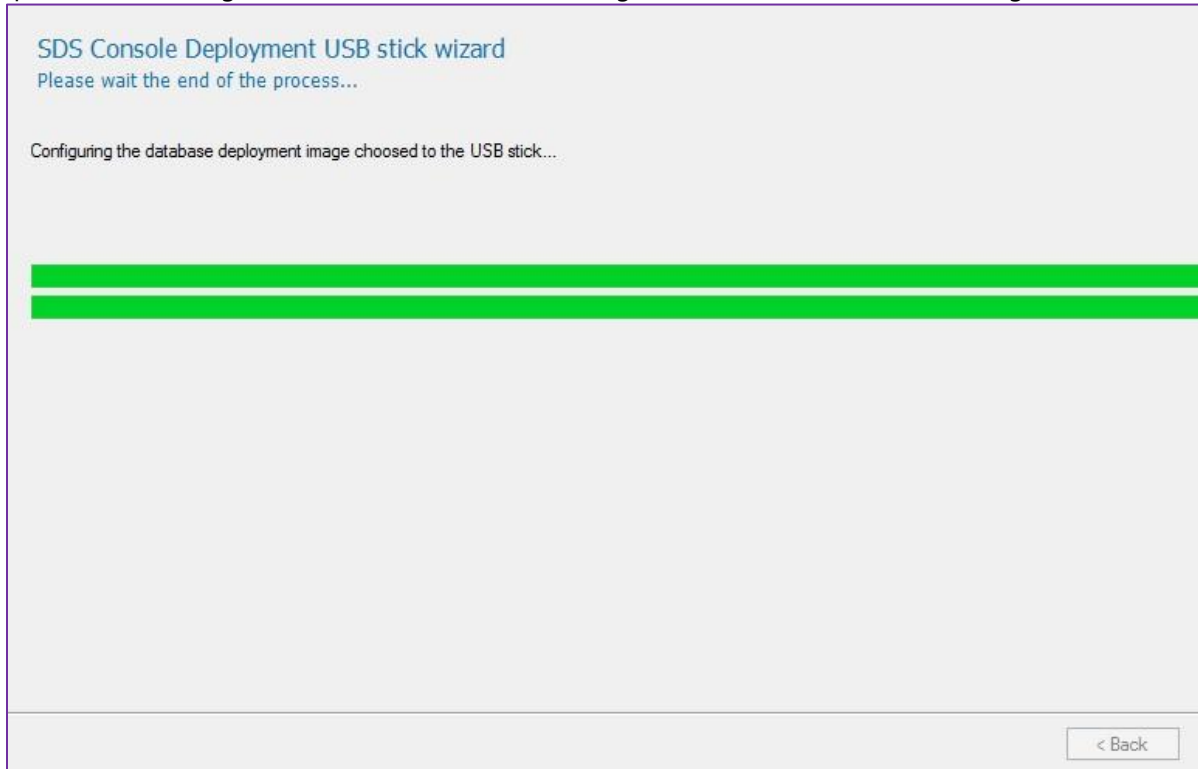 SDS Console Deployment USB stick wizard
Please wait the end of the process...
Configuring the database deployment image choosed to the USB stick...
< Back